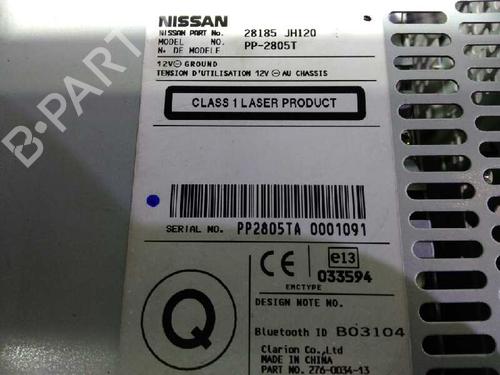 NISSAN
NISSAN PART No. 28185 JH120
MODEL NO. PP-2805T
N. DE MODELE
12V⊖GROUND
TENSION D'UTILISATION 12V⊖AU CHASSIS
CLASS 1 LASER PRODUCT
SERIAL NO. PP2805TA 0001091
CE e13
033594
EMCTYPE
Q
DESIGN NOTE NO.
Bluetooth ID B03104
Clarion Co.,Ltd
MADE IN CHINA
PART No. 276-0034-13
B-PARTS